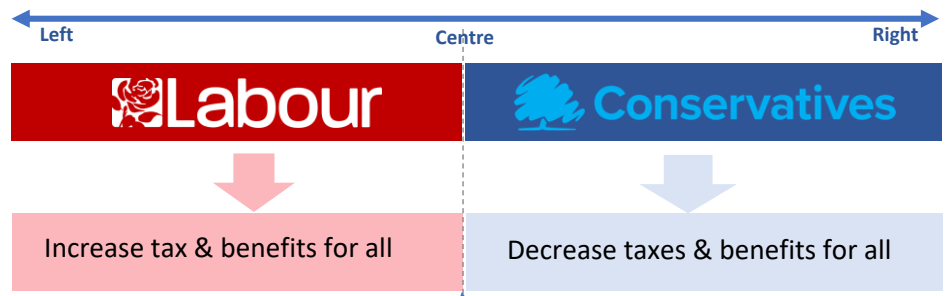 Left Centre Right
Labour Conservatives
Increase tax & benefits for all Decrease taxes & benefits for all